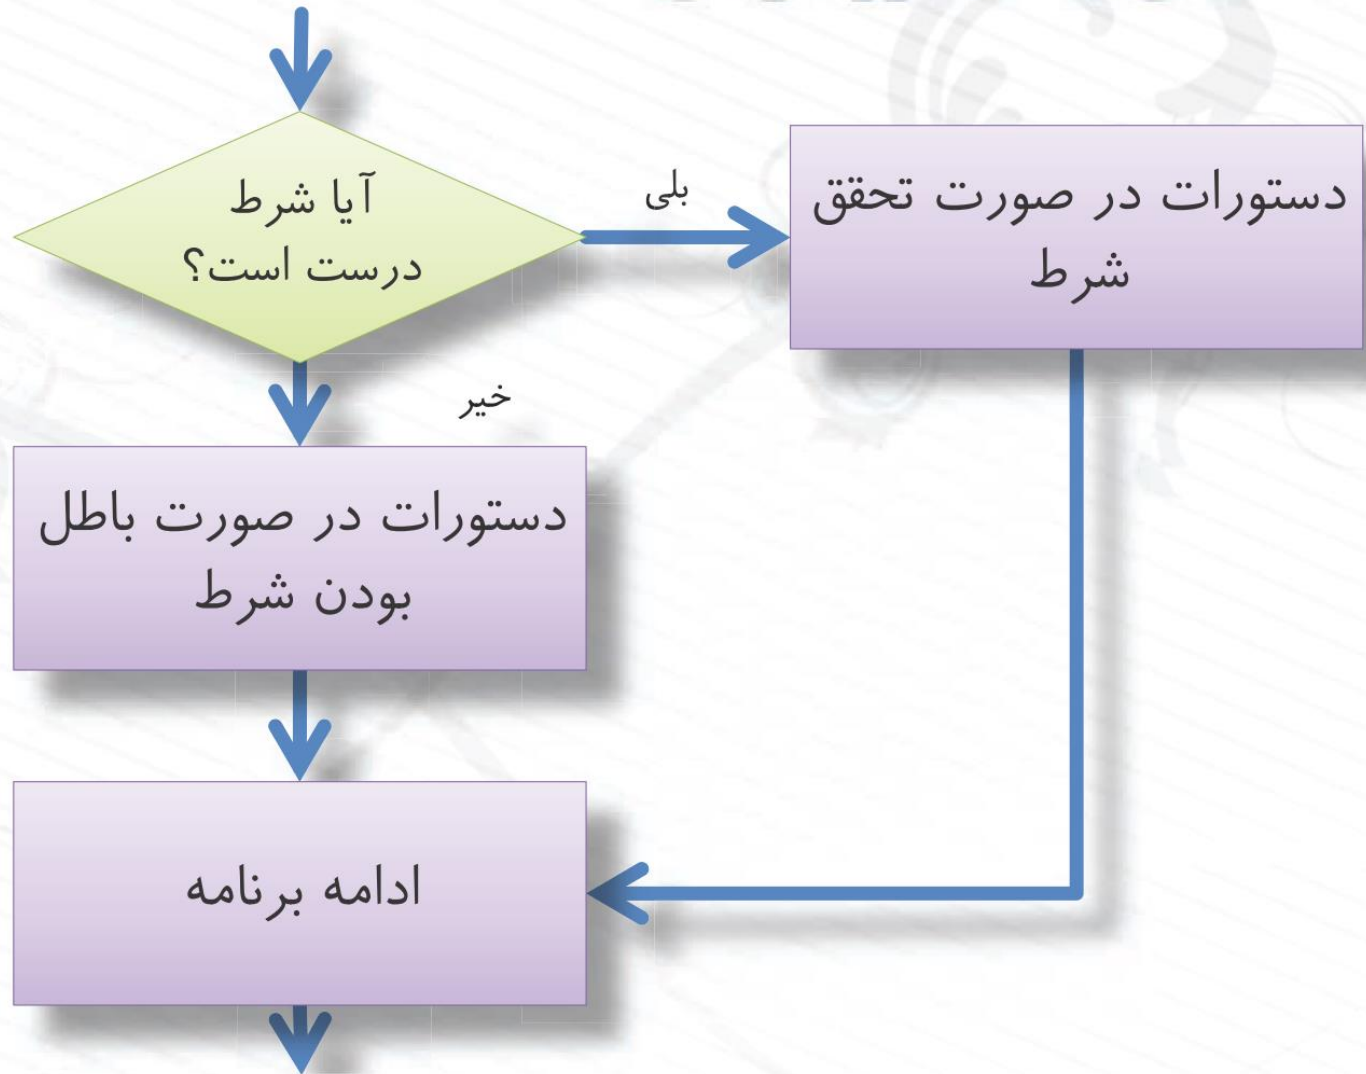 آیا شرط
درست است؟
بلی
دستورات در صورت تحقق
شرط
خیر
دستورات در صورت باطل
بودن شرط
ادامه برنامه